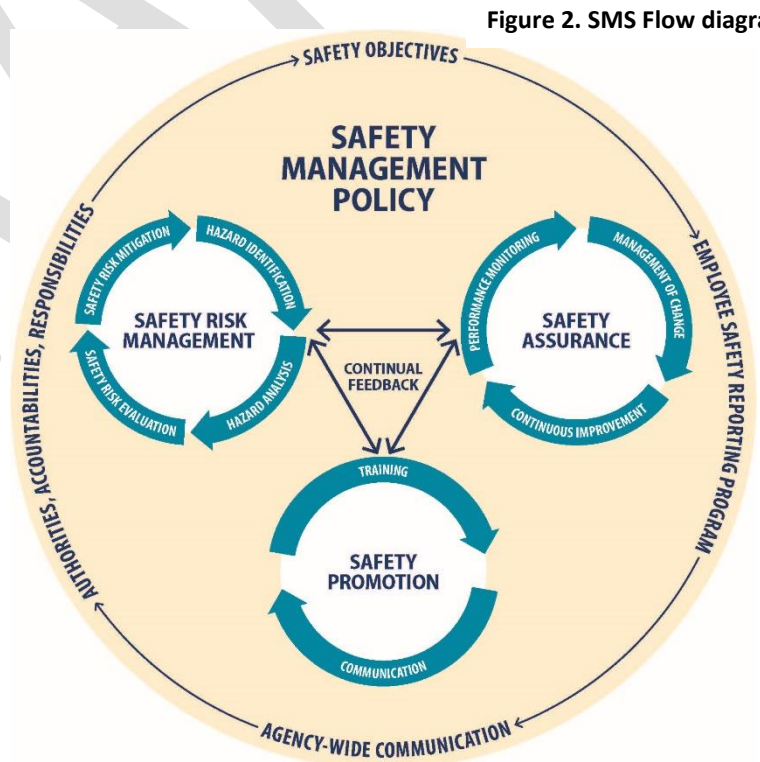 Figure 2. SMS Flow diagra
SAFETY OBJECTIVES
SAFETY
MANAGEMENT
POLICY
AUTHORITIES, ACCOUNTABILITIES, RESPONSIBILITIES
EMPLOYEE SAFETY REPORTING PROGRAM
SAFETY RISK MITIGATION
HAZARD IDENTIFICATION
SAFETY RISK
MANAGEMENT
SAFETY RISK EVALUATION
HAZARD ANALYSIS
CONTINUAL
FEEDBACK
PERFORMANCE MONITORING
MANAGEMENT OF CHANGE
SAFETY
ASSURANCE
CONTINUOUS IMPROVEMENT
TRAINING
SAFETY
PROMOTION
COMMUNICATION
AGENCY-WIDE COMMUNICATION